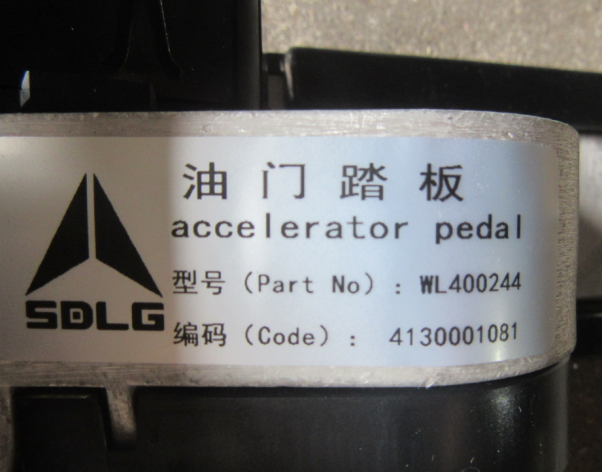 油门踏板
accelerator pedal
型号（Part No）：WL400244
编码（Code）： 4130001081
SDLG